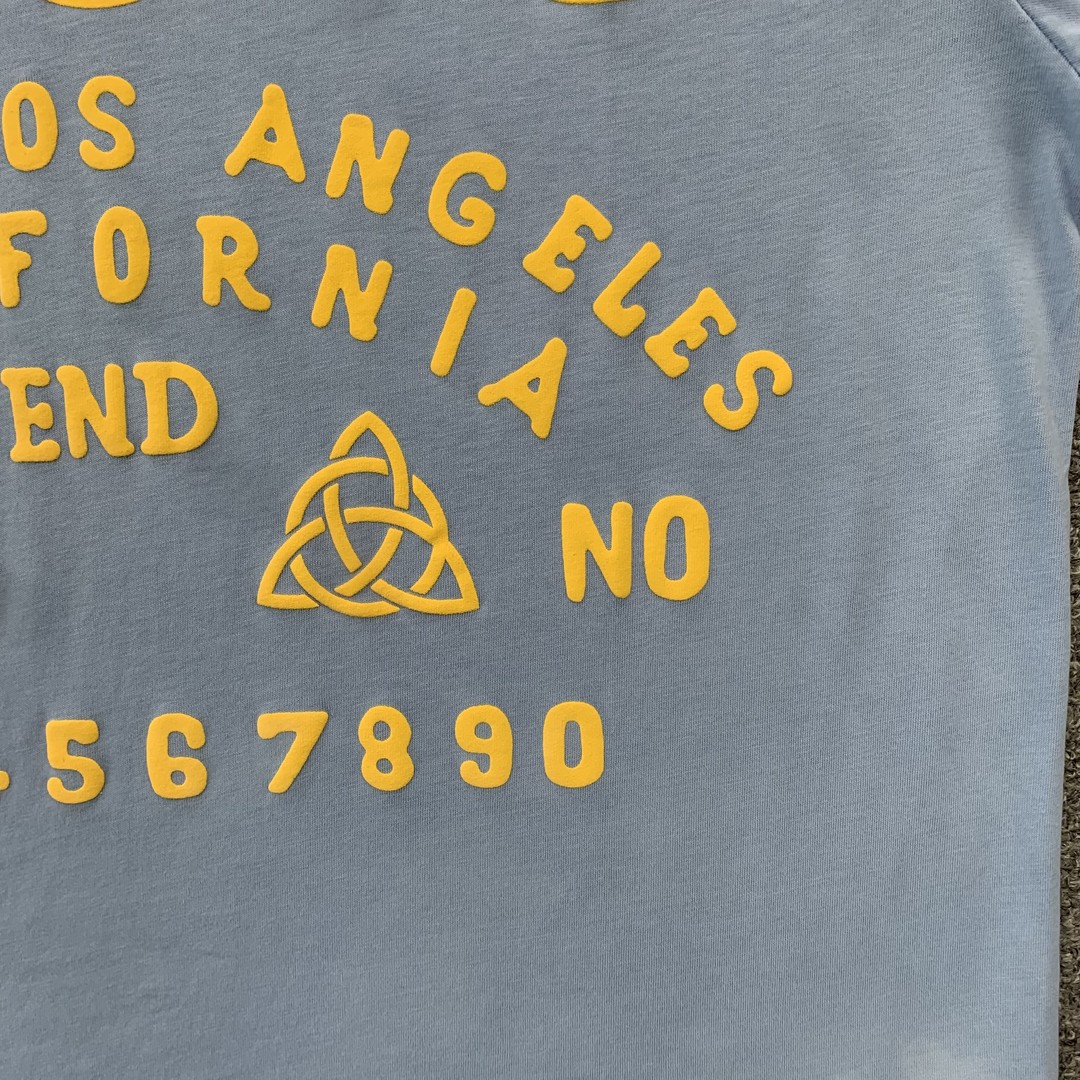 OS ANGELES
FORNIA
END
NO
567890